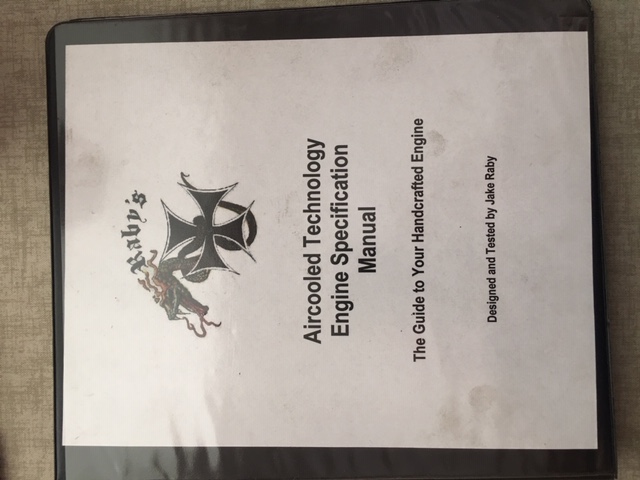 Raby's
Aircooled Technology
Engine Specification
Manual
The Guide to Your Handcrafted Engine
Designed and Tested by Jake Raby